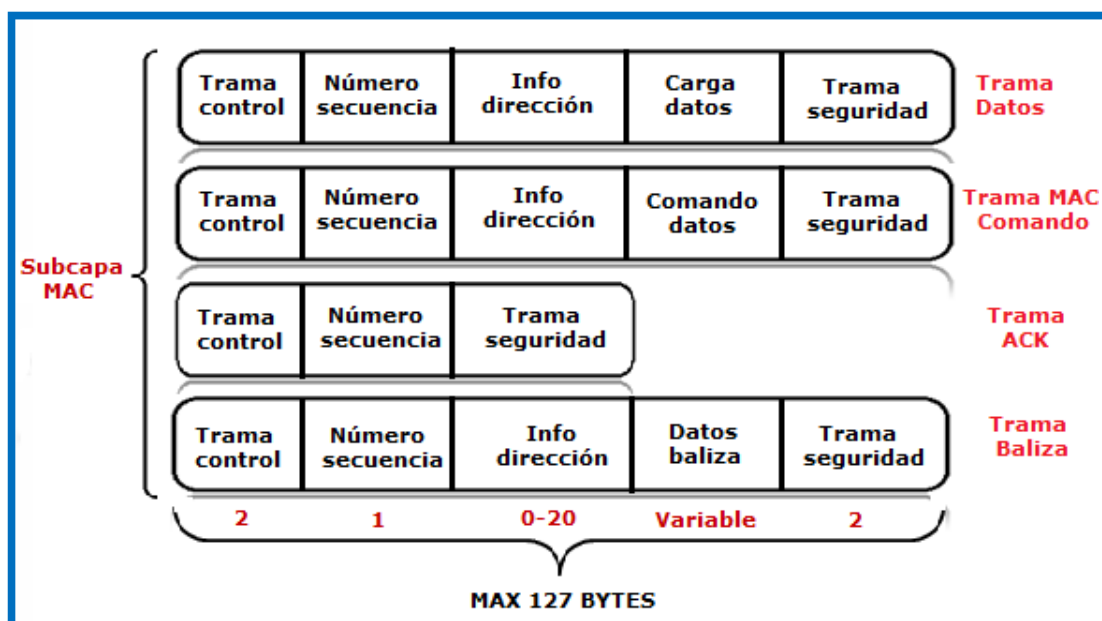 Trama control
Número secuencia
Info dirección
Carga datos
Trama seguridad
Trama Datos
Trama control
Número secuencia
Info dirección
Comando datos
Trama seguridad
Trama MAC Comando
Subcapa MAC
Trama control
Número secuencia
Trama seguridad
Trama ACK
Trama control
Número secuencia
Info dirección
Datos baliza
Trama seguridad
Trama Baliza
2 1 0-20 Variable 2
MAX 127 BYTES